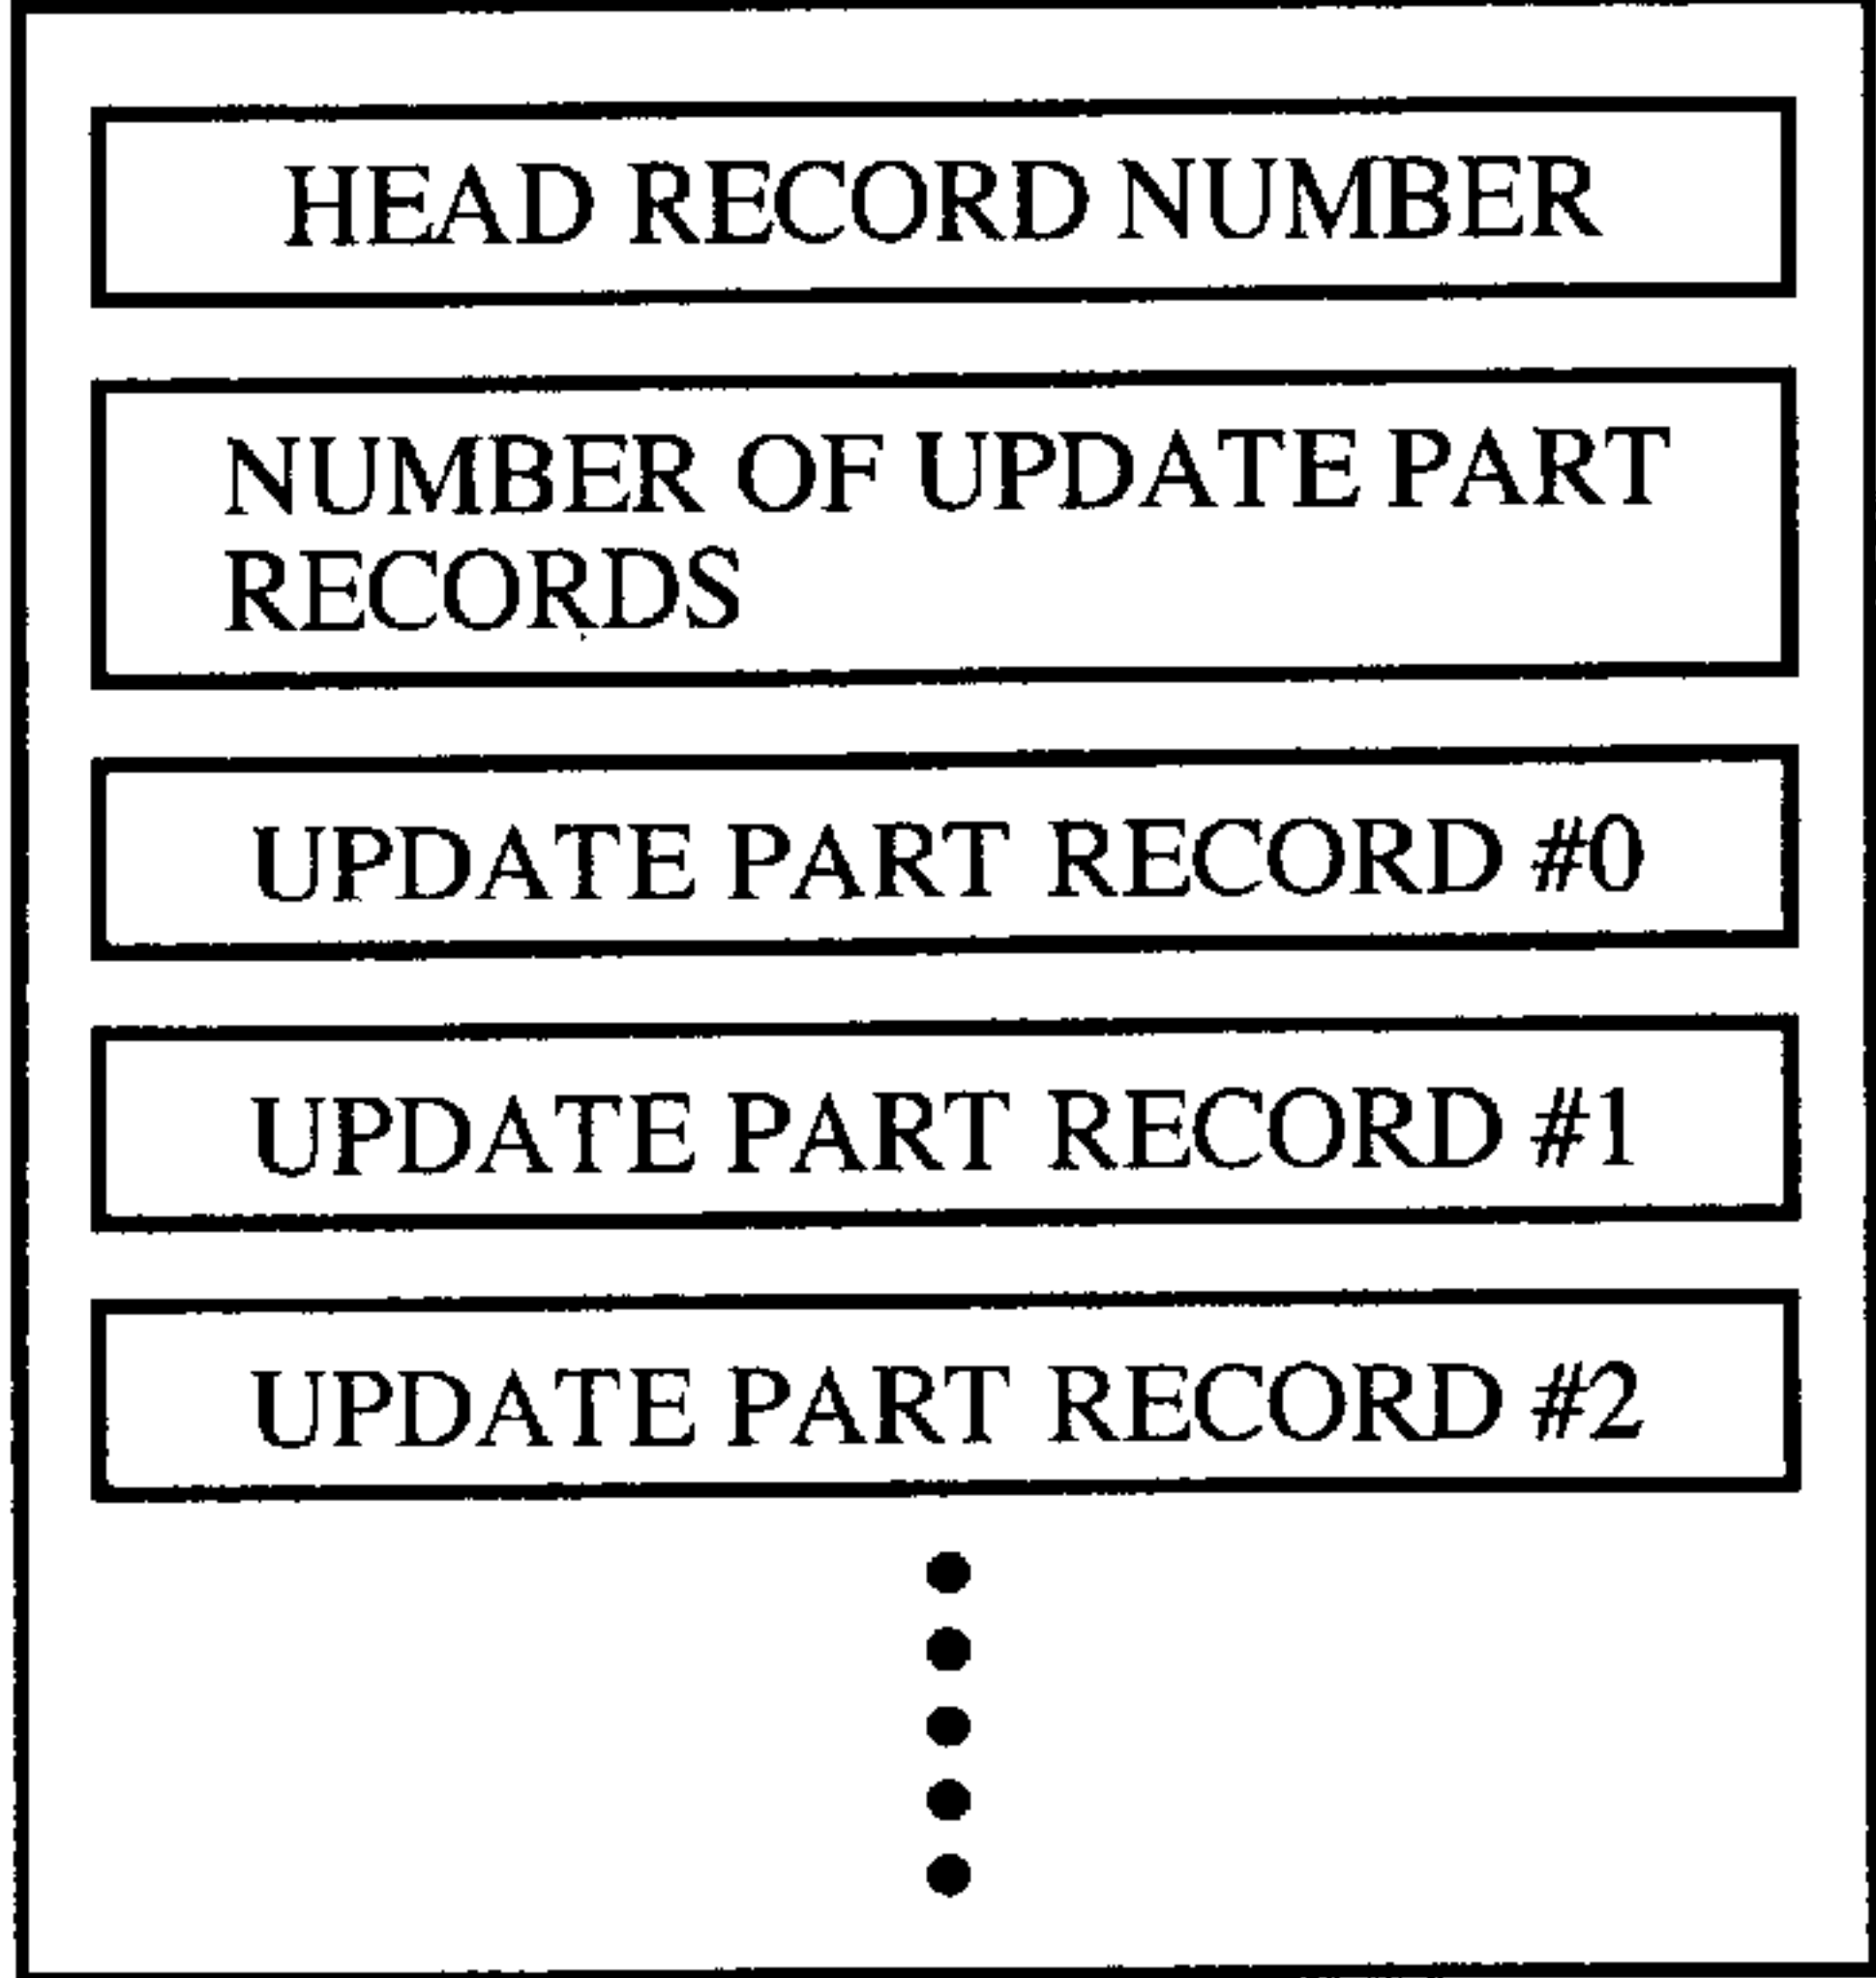 HEAD RECORD NUMBER
NUMBER OF UPDATE PART
RECORDS
UPDATE PART RECORD #0
UPDATE PART RECORD #1
UPDATE PART RECORD #2